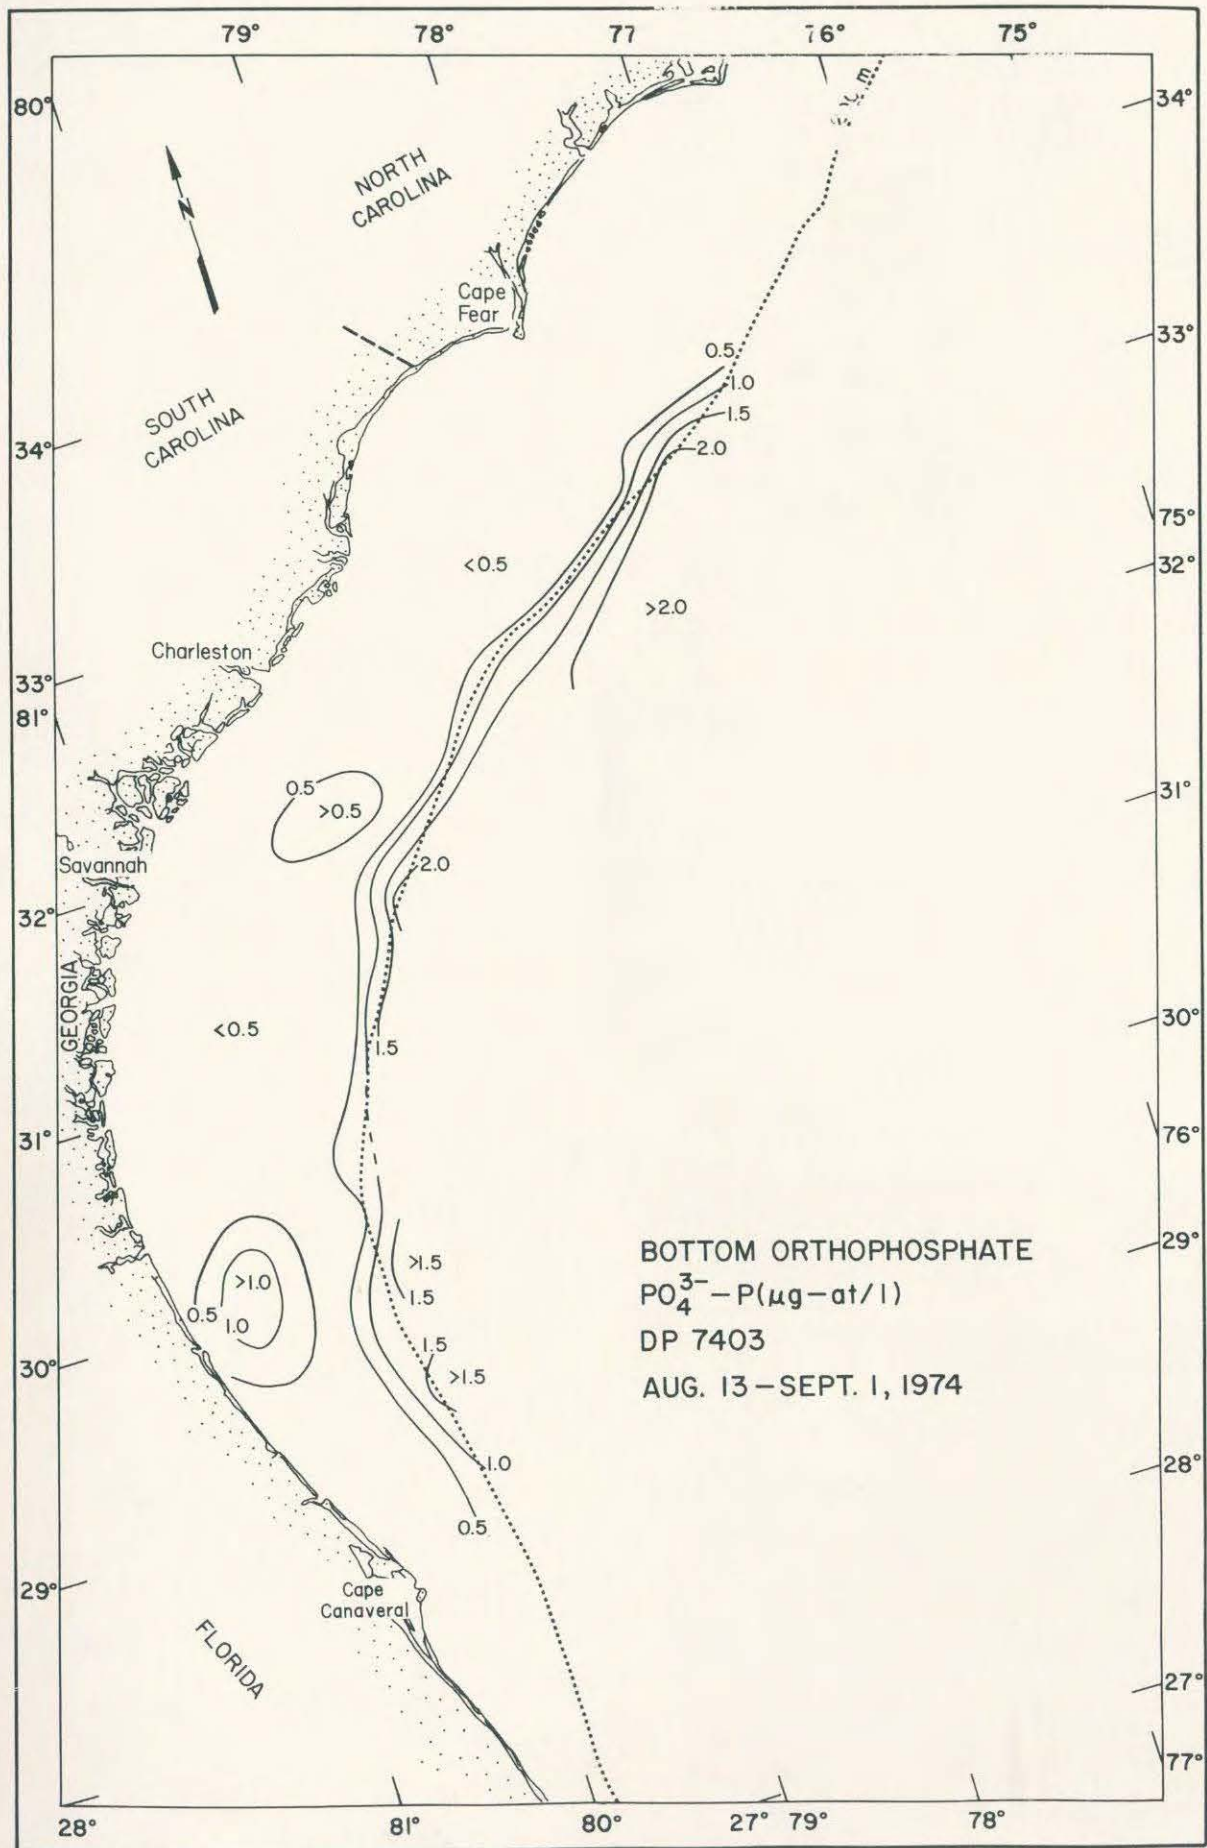 79° 78° 77 76° 75°
80°
34°
NORTH
CAROLINA
N
Cape
Fear
33°
0.5
1.0
SOUTH
CAROLINA
1.5
34°
2.0
75°
<0.5
32°
>2.0
Charleston
33°
81°
0.5
>0.5
31°
Savannah
2.0
32°
GEORGIA
<0.5
30°
1.5
31°
76°
29°
BOTTOM ORTHOPHOSPHATE
PO₄³⁻–P(μg–at/l)
DP 7403
AUG. 13–SEPT. 1, 1974
>1.5
>1.0
1.5
0.5
1.0
1.5
30°
>1.5
1.0
28°
0.5
29°
Cape
Canaveral
FLORIDA
27°
77°
28° 81° 80° 27° 79° 78°